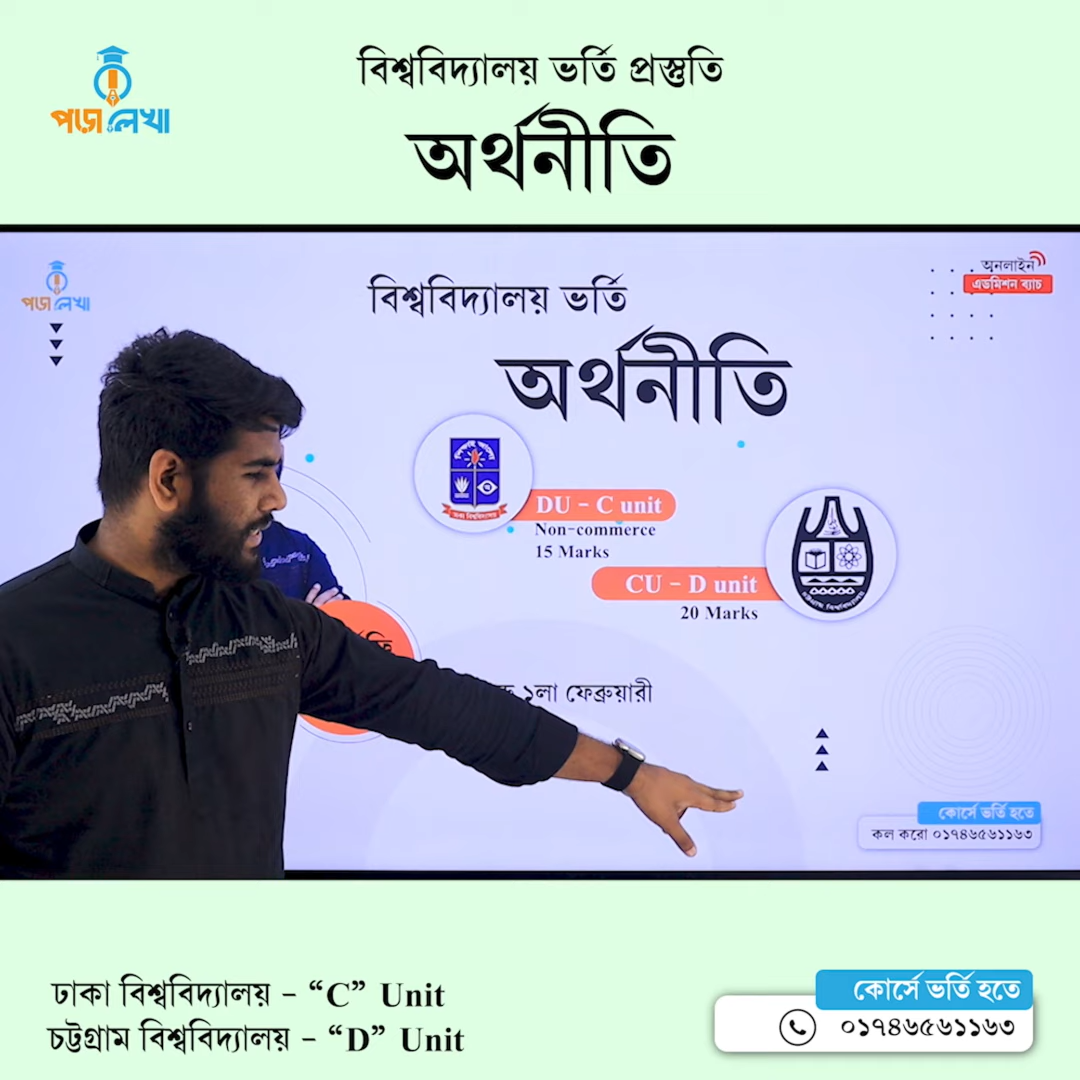 পড়া লেখা
বিশ্ববিদ্যালয় ভর্তি প্রস্তুতি
অর্থনীতি
পড়া লেখা
অনলাইন
এডমিশন ব্যাচ
বিশ্ববিদ্যালয় ভর্তি
অর্থনীতি
DU - C unit
Non-commerce
15 Marks
CU - D unit
20 Marks
১লা ফেব্রুয়ারী
কোর্সে ভর্তি হতে
কল করো ০১৭৪৬৫৬১১৬৩
ঢাকা বিশ্ববিদ্যালয় - “C” Unit
চট্টগ্রাম বিশ্ববিদ্যালয় - “D” Unit
কোর্সে ভর্তি হতে
০১৭৪৬৫৬১১৬৩